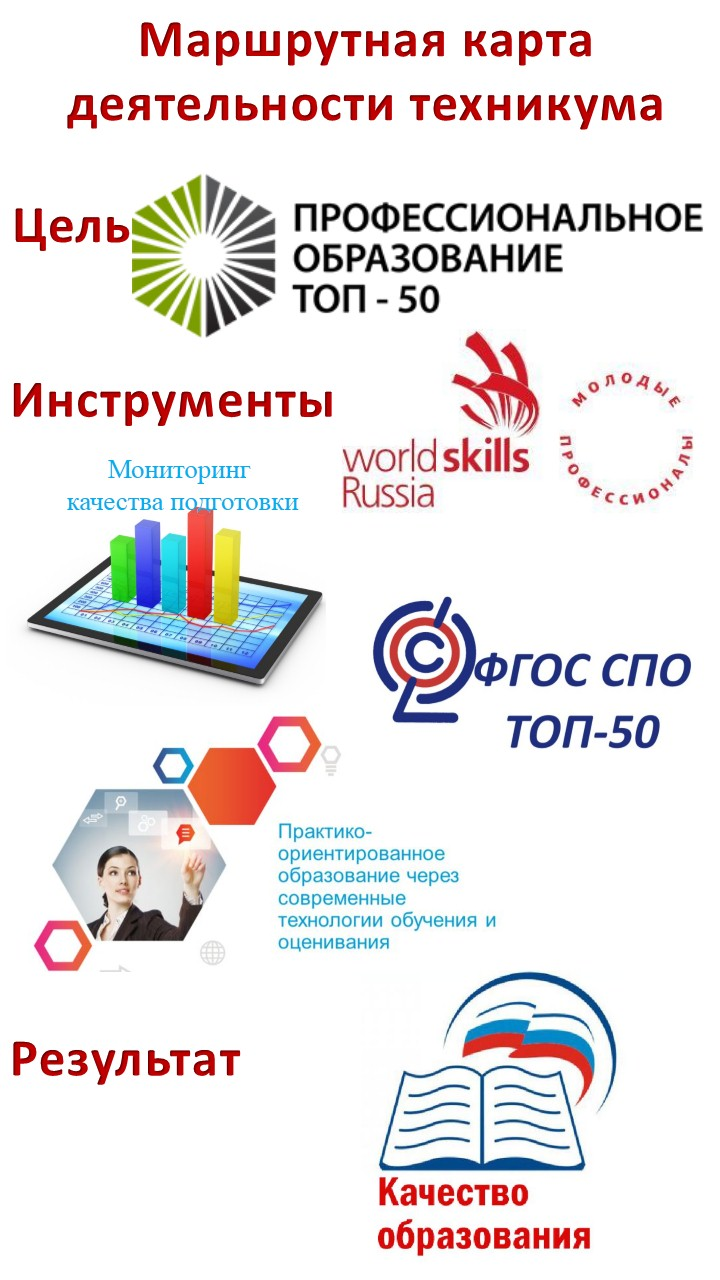 Маршрутная карта
деятельности техникума
Цель
ПРОФЕССИОНАЛЬНОЕ
ОБРАЗОВАНИЕ
ТОП - 50
Инструменты
world skills
Russia
МОЛОДЫЕ
ПРОФЕССИОНАЛЫ
Мониторинг
качества подготовки
ФГОС СПО
ТОП-50
Практико-
ориентированное
образование через
современные
технологии обучения и
оценивания
Результат
Качество
образования